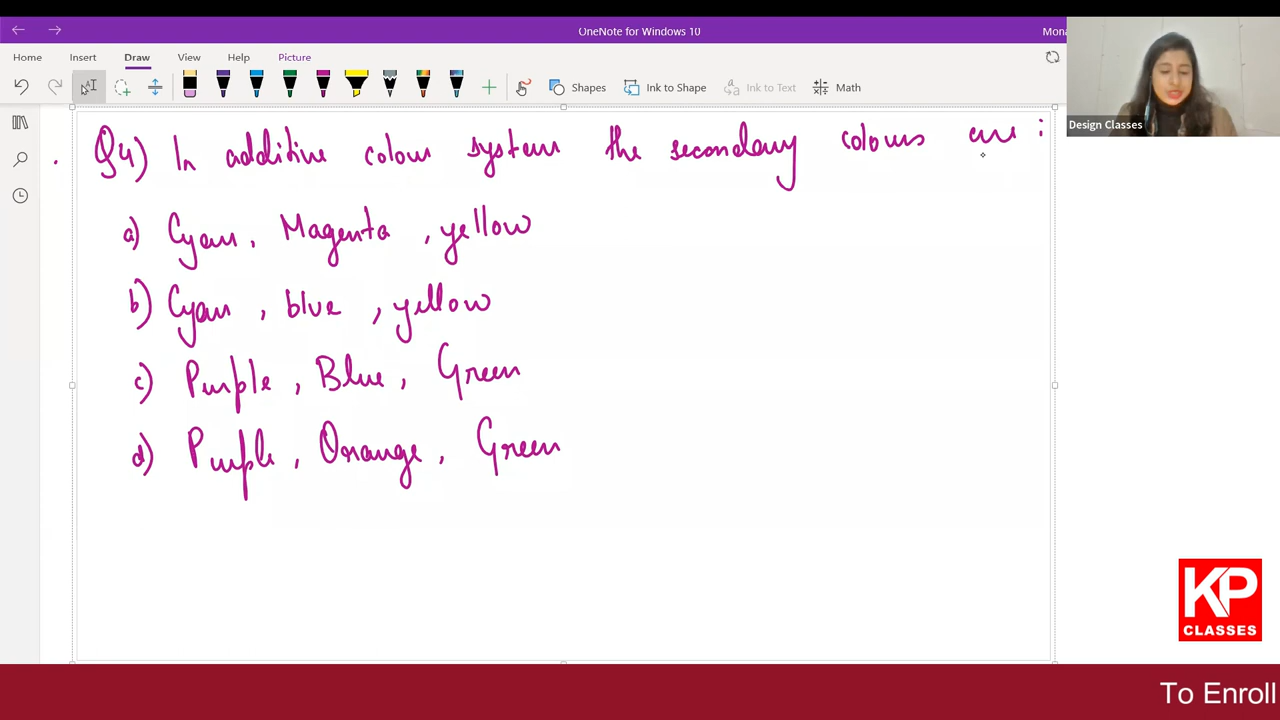 OneNote for Windows 10
Mona
Home Insert Draw View Help Picture
Shapes Ink to Shape Ink to Text Math
Design Classes
Q4) In additive colour system the secondary colours are :
a) Cyan, Magenta, yellow
b) Cyan, blue, yellow
c) Purple, Blue, Green
d) Purple, Orange, Green
KP
CLASSES
To Enroll